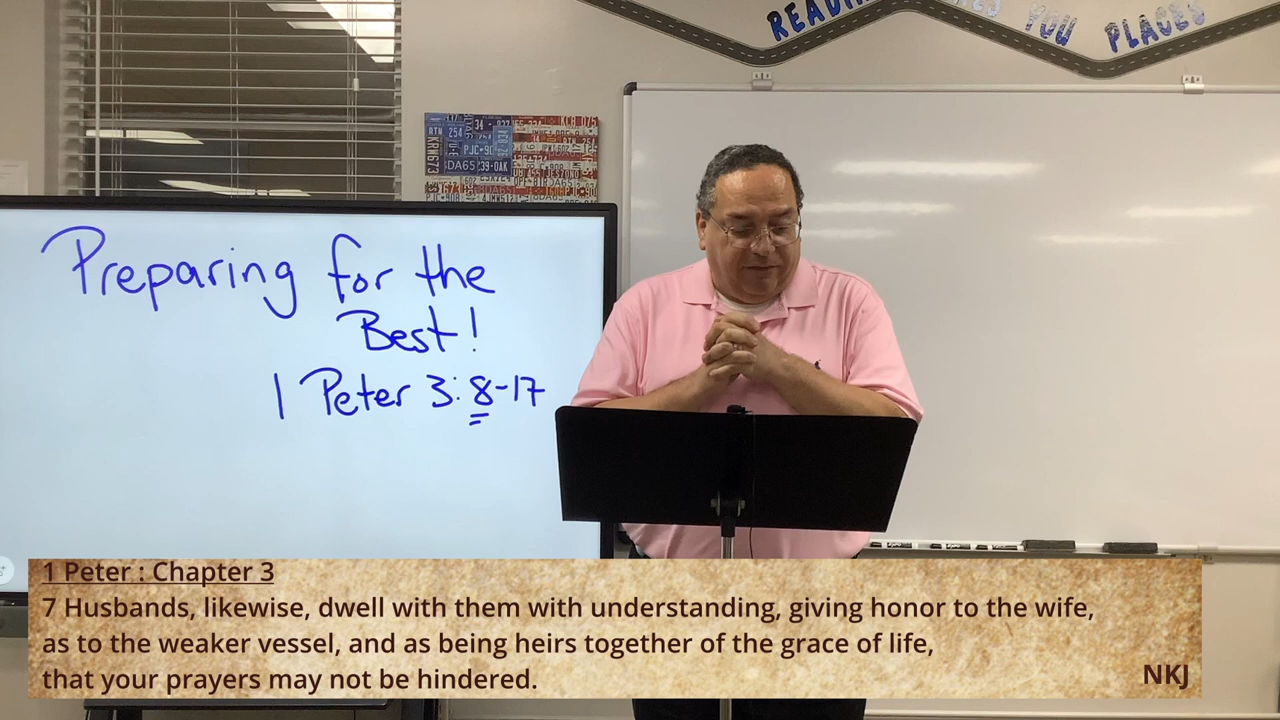 YOU PLACES
Preparing for the
Best!
1 Peter 3:8-17
1 Peter : Chapter 3
7 Husbands, likewise, dwell with them with understanding, giving honor to the wife,
as to the weaker vessel, and as being heirs together of the grace of life,
that your prayers may not be hindered.
NKJ